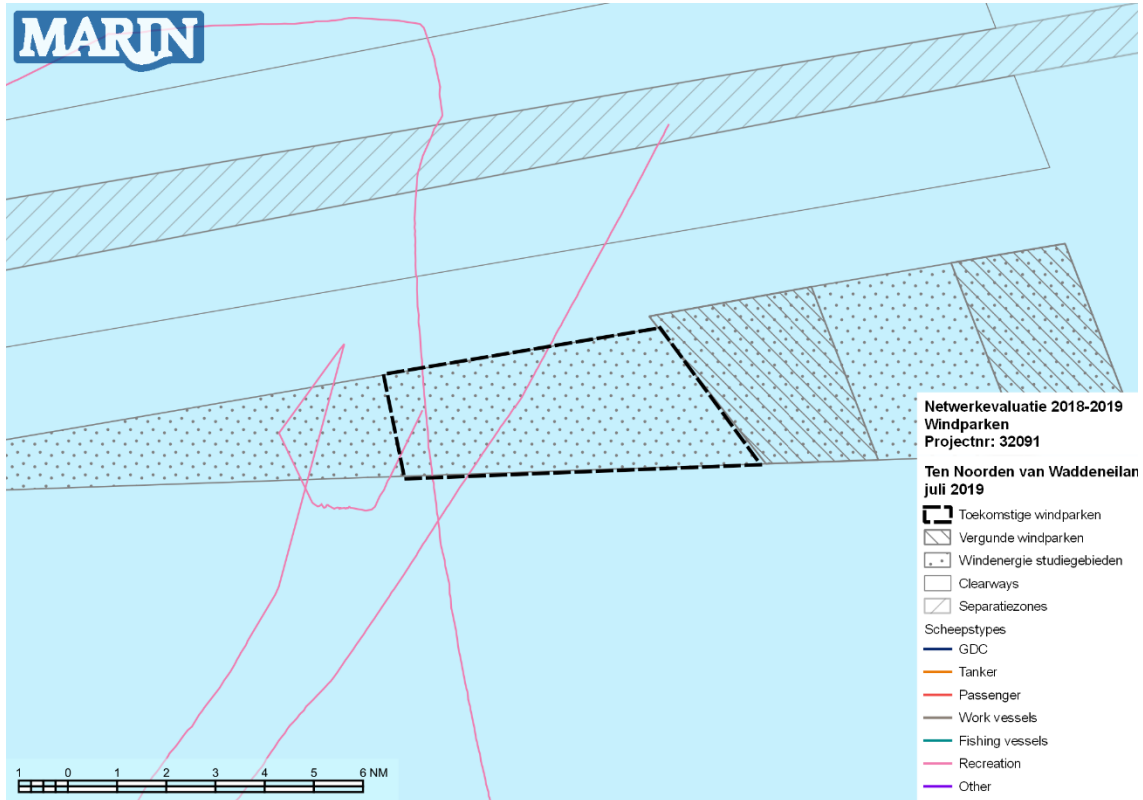 MARIN
Netwerkevaluatie 2018-2019
Windparken
Projectnr: 32091
Ten Noorden van Waddeneilan
juli 2019
Toekomstige windparken
Vergunde windparken
Windenergie studiegebieden
Clearways
Separatiezones
Scheepstypes
GDC
Tanker
Passenger
Work vessels
Fishing vessels
Recreation
Other
1 0 1 2 3 4 5 6 NM